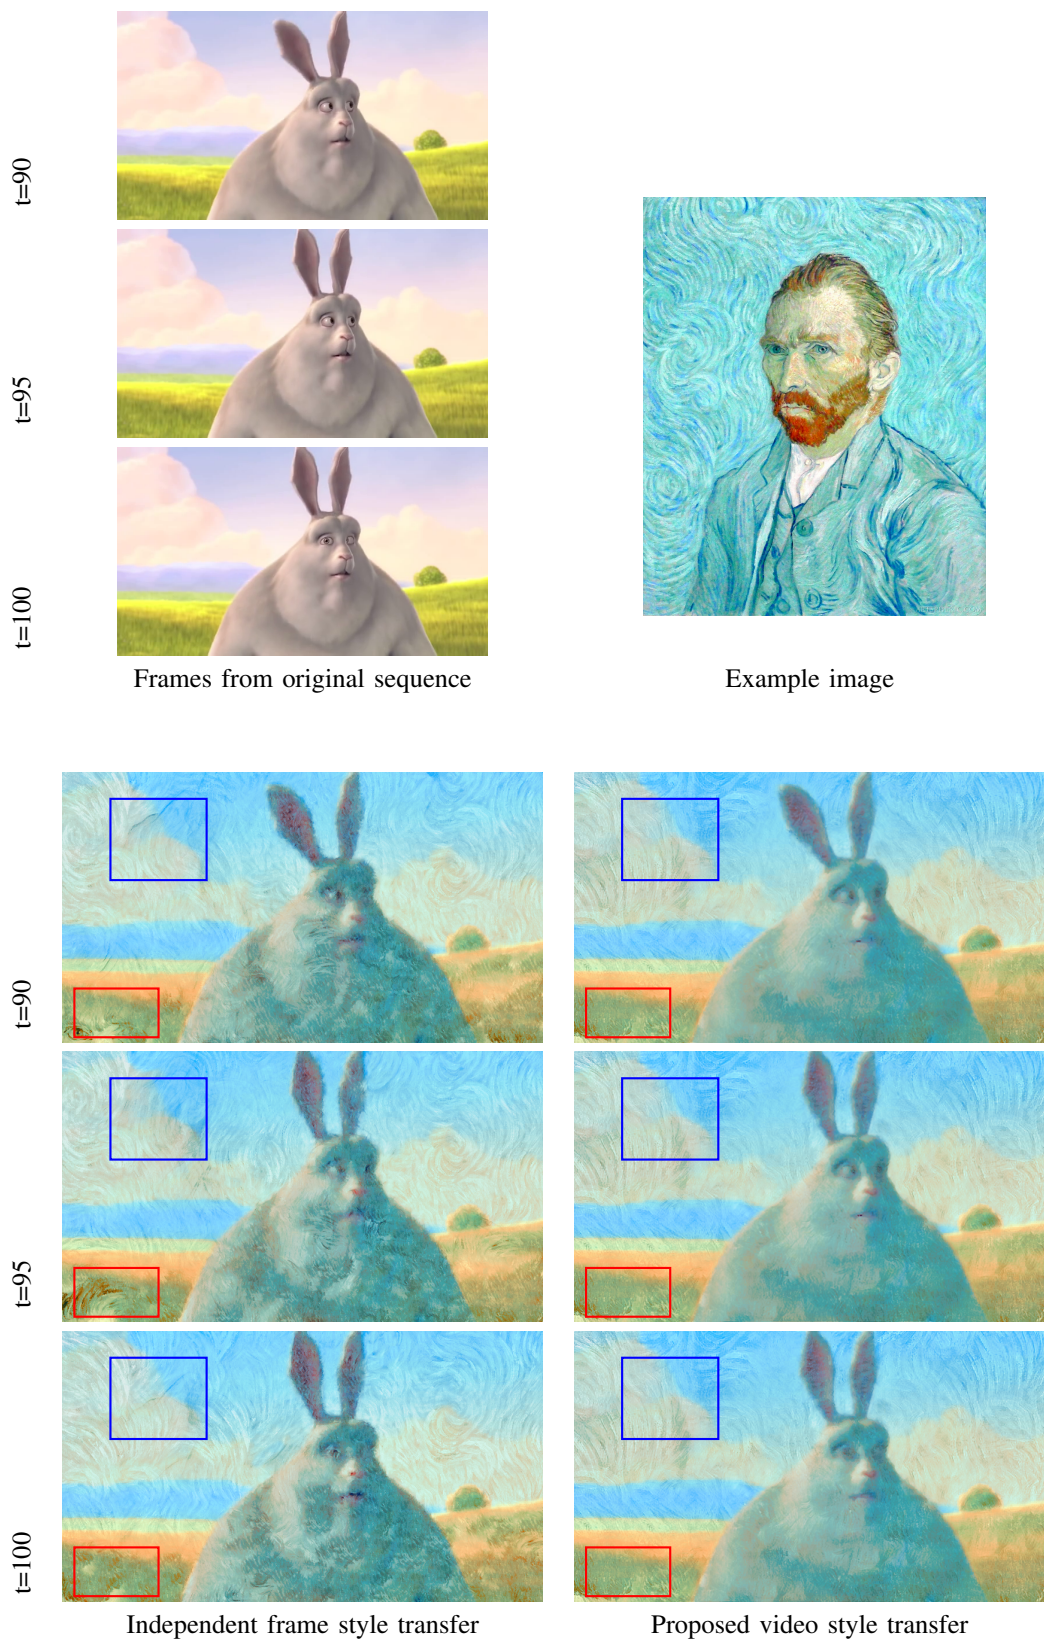 t=90
t=95
t=100
Frames from original sequence
Example image
t=90
t=95
t=100
Independent frame style transfer
Proposed video style transfer